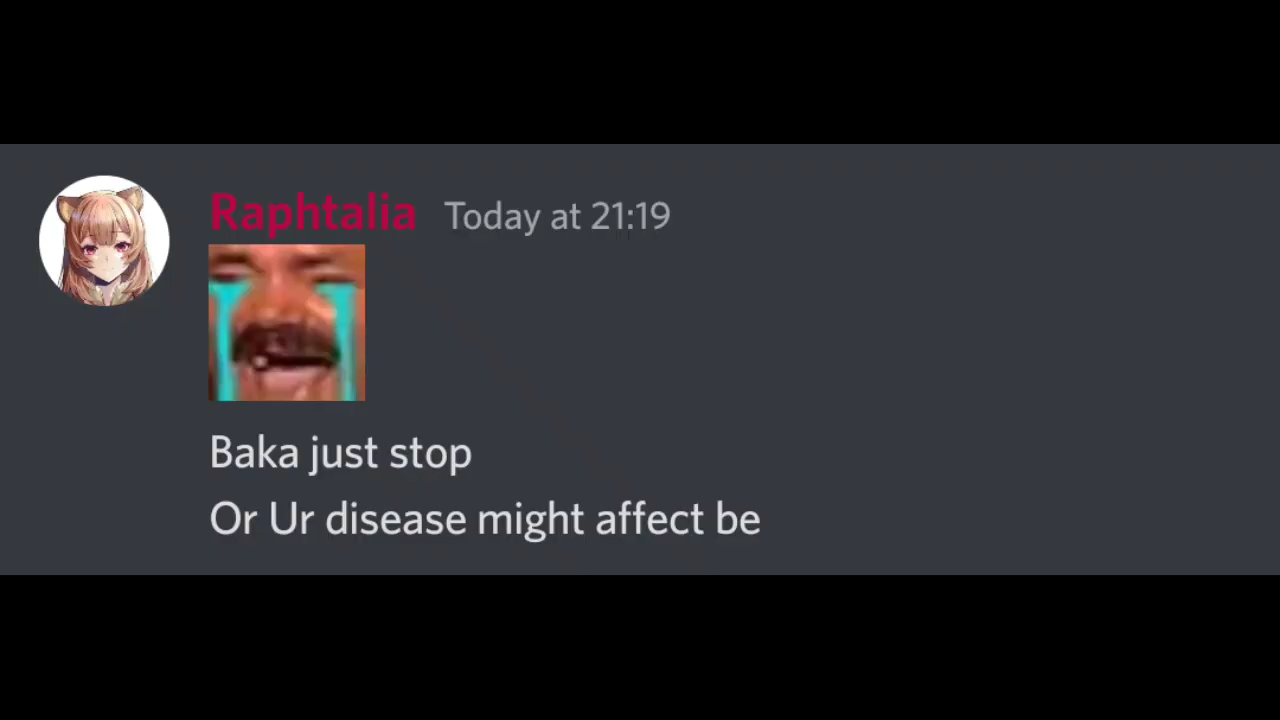 Raphtalia Today at 21:19
Baka just stop
Or Ur disease might affect be